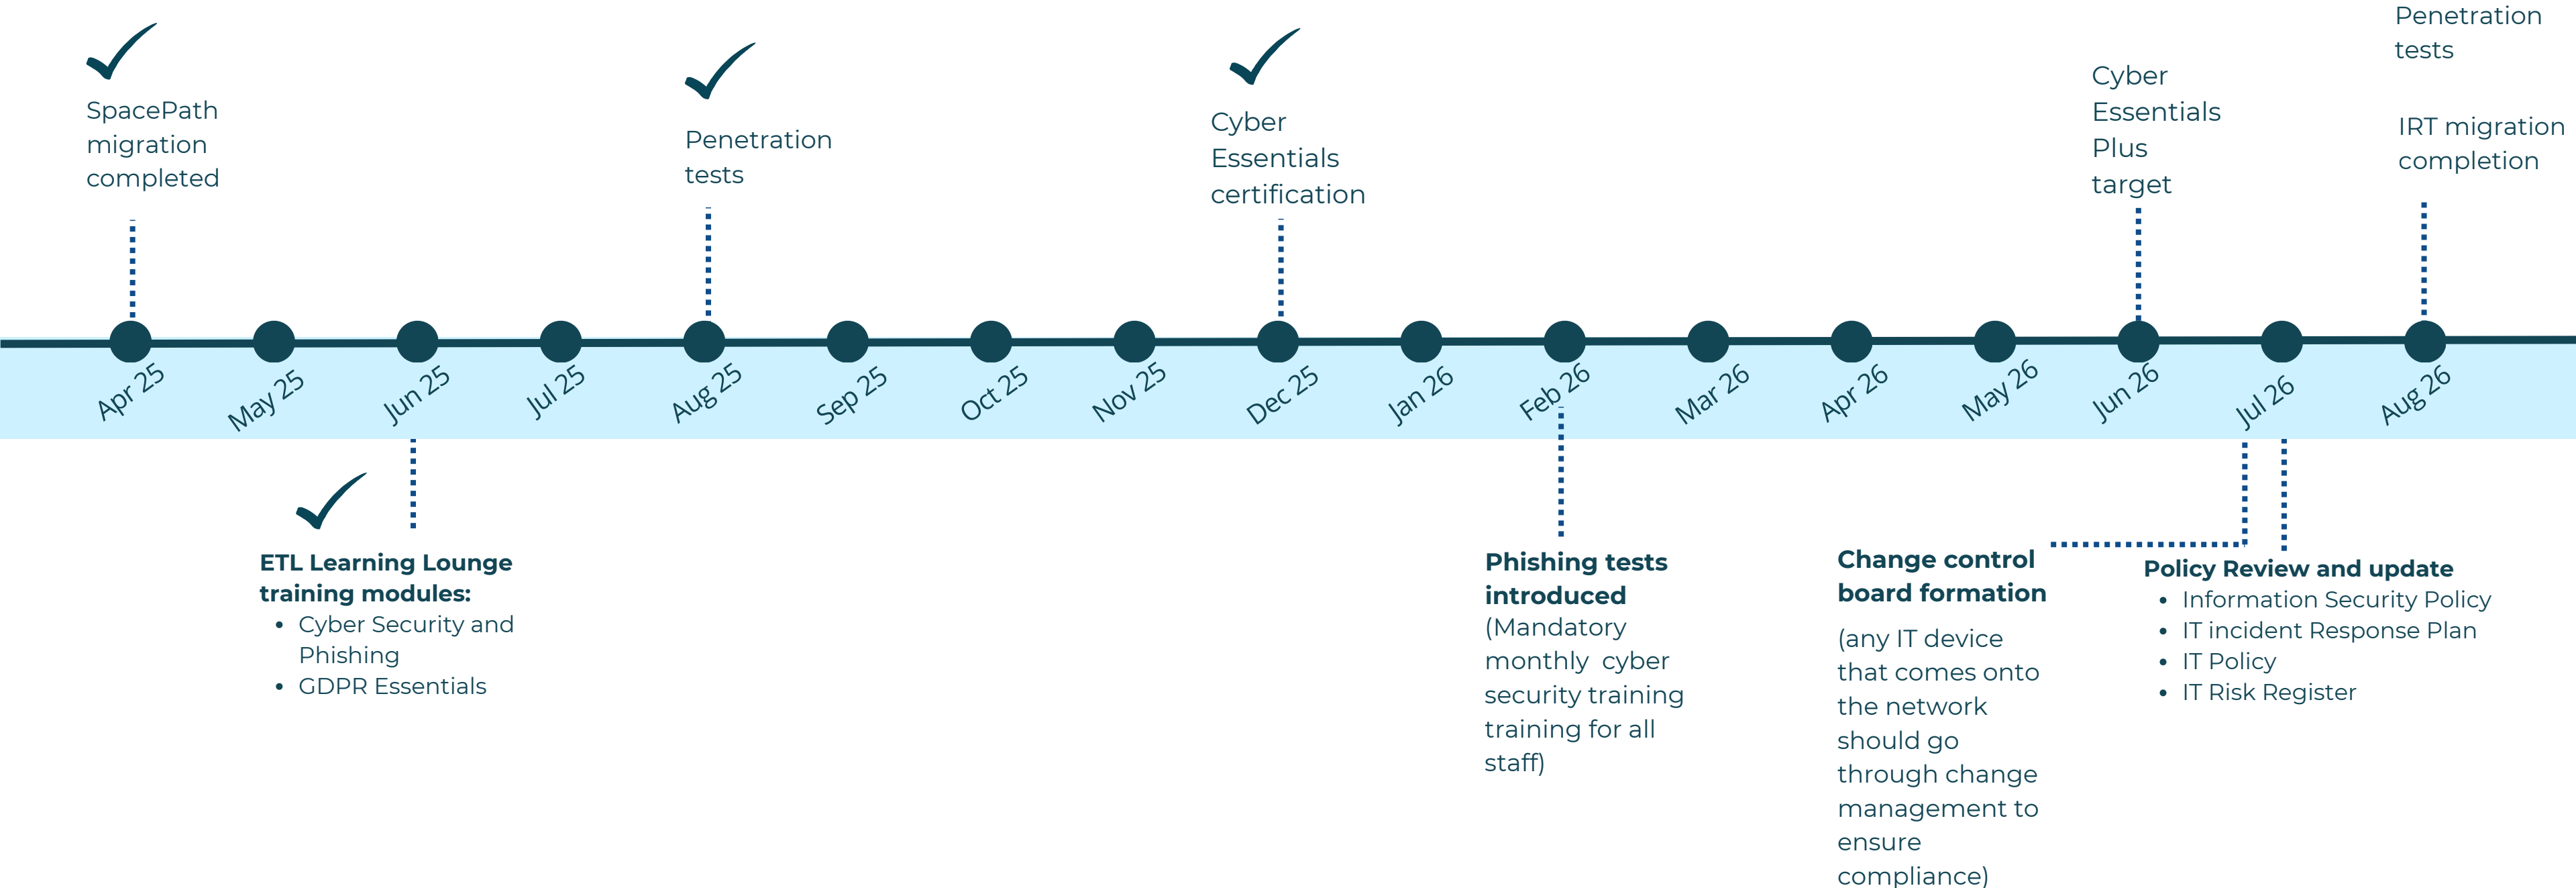 SpacePath
migration
completed
Penetration
tests
Cyber
Essentials
certification
Cyber
Essentials
Plus
target
Penetration
tests
IRT migration
completion
Apr 25
May 25
Jun 25
Jul 25
Aug 25
Sep 25
Oct 25
Nov 25
Dec 25
Jan 26
Feb 26
Mar 26
Apr 26
May 26
Jun 26
Jul 26
Aug 26
ETL Learning Lounge
training modules:
• Cyber Security and
Phishing
• GDPR Essentials
Phishing tests
introduced
(Mandatory
monthly  cyber
security training
training for all
staff)
Change control
board formation
(any IT device
that comes onto
the network
should go
through change
management to
ensure
compliance)
Policy Review and update
• Information Security Policy
• IT incident Response Plan
• IT Policy
• IT Risk Register